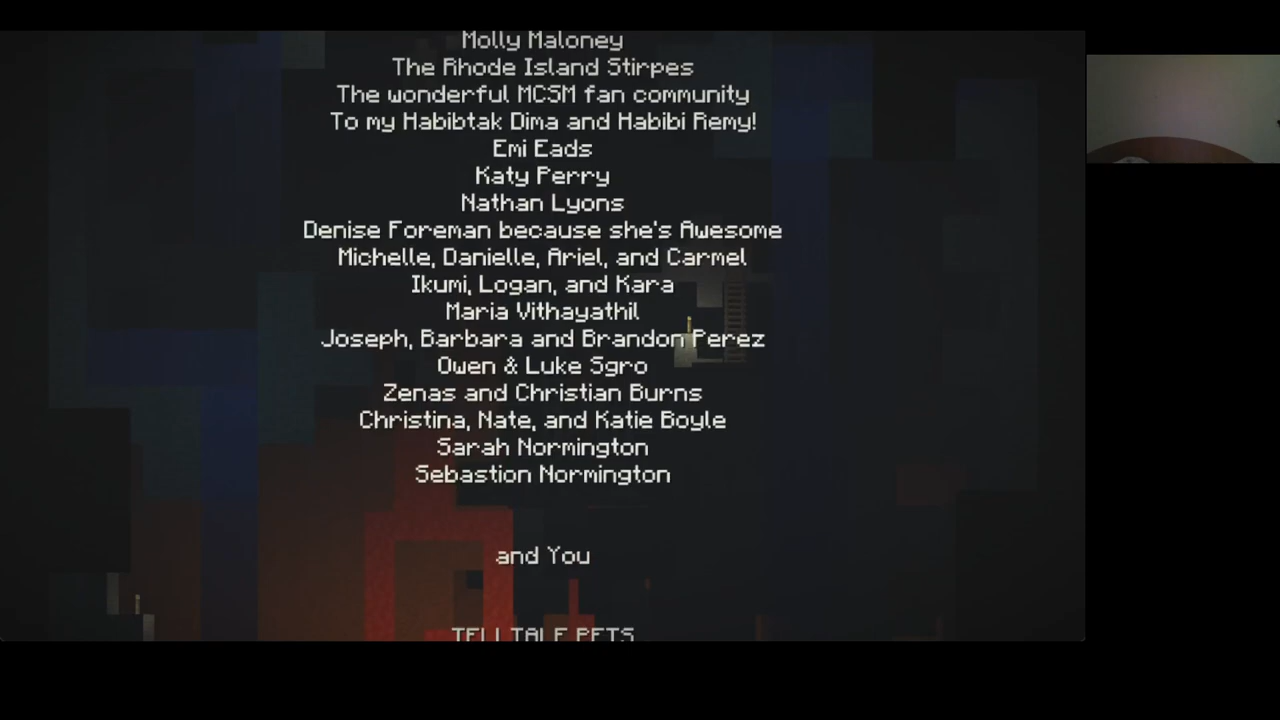 Molly Maloney
The Rhode Island Stirpes
The wonderful MCSM fan community
To my Habibtak Dima and Habibi Remy!
Emi Eads
Katy Perry
Nathan Lyons
Denise Foreman because she's Awesome
Michelle, Danielle, Ariel, and Carmel
Ikumi, Logan, and Kara
Maria Vithayathil
Joseph, Barbara and Brandon Perez
Owen & Luke Sgro
Zenas and Christian Burns
Christina, Nate, and Katie Boyle
Sarah Normington
Sebastion Normington
and You
TELLTALE PETS